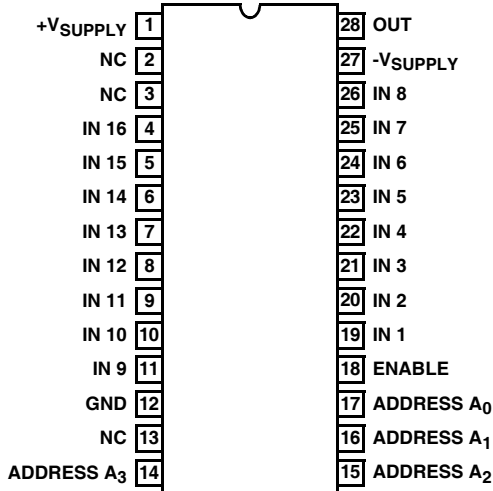 +VSUPPLY 1 28 OUT
NC 2 27 -VSUPPLY
NC 3 26 IN 8
IN 16 4 25 IN 7
IN 15 5 24 IN 6
IN 14 6 23 IN 5
IN 13 7 22 IN 4
IN 12 8 21 IN 3
IN 11 9 20 IN 2
IN 10 10 19 IN 1
IN 9 11 18 ENABLE
GND 12 17 ADDRESS A0
NC 13 16 ADDRESS A1
ADDRESS A3 14 15 ADDRESS A2